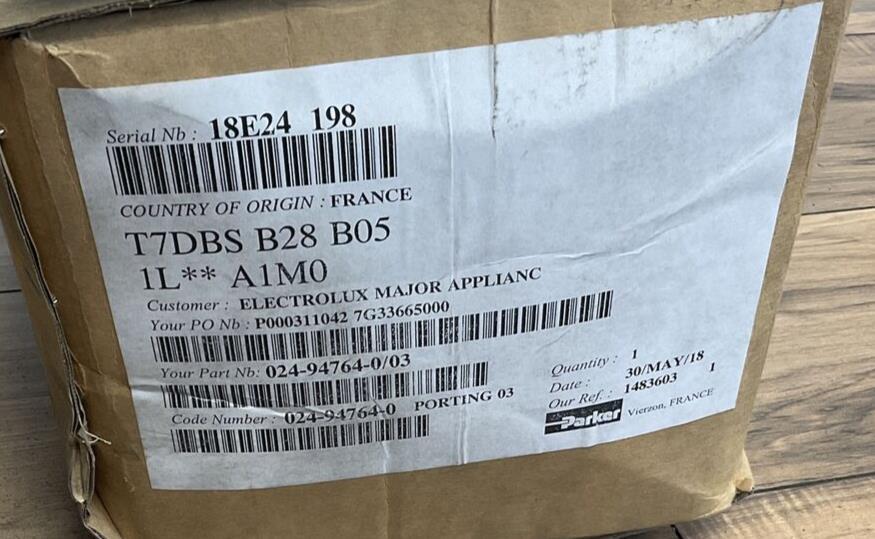 Serial Nb : 18E24 198
COUNTRY OF ORIGIN : FRANCE
T7DBS B28 B05
1L** A1M0
Customer : ELECTROLUX MAJOR APPLIANC
Your PO Nb : P000311042 7G33665000
Your Part Nb: 024-94764-0/03
Code Number : 024-94764-0 PORTING 03
Quantity : 1
Date : 30/MAY/18
Our Ref. : 1483603 1
Parker Vierzon, FRANCE